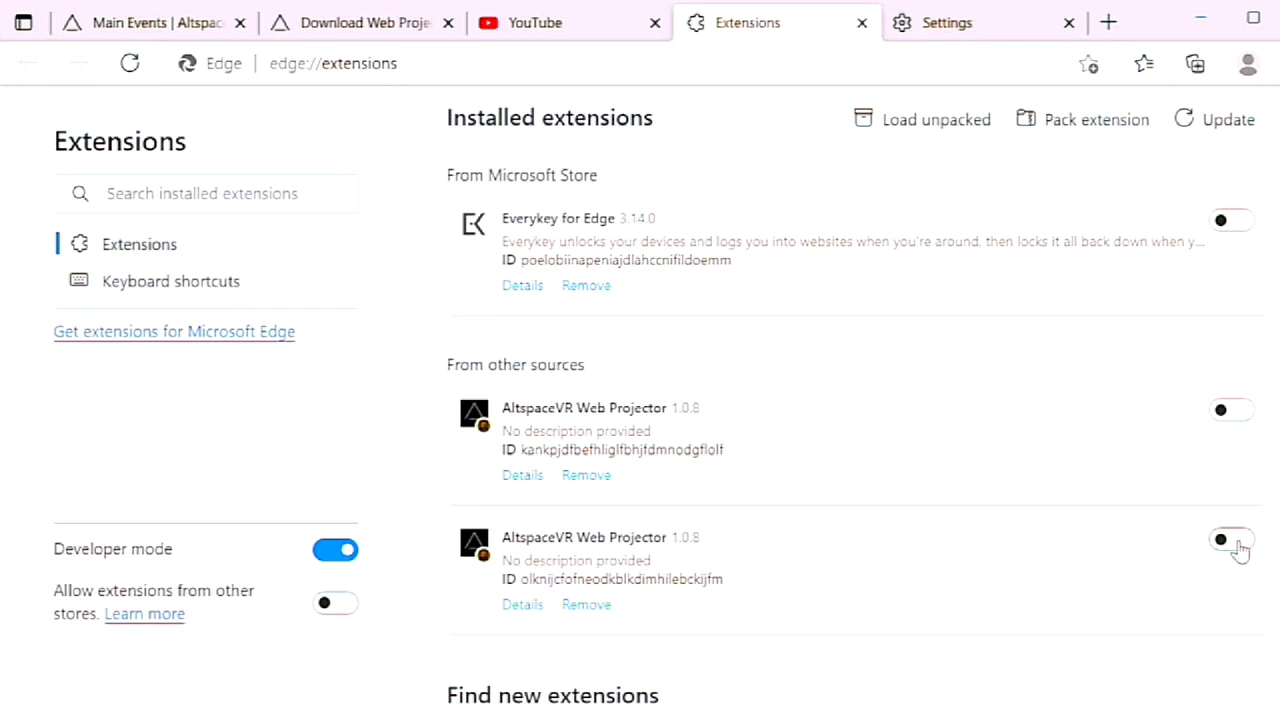 Main Events | Altspac
Download Web Proje
YouTube
Extensions
Settings
Edge
edge://extensions
Extensions
Search installed extensions
Extensions
Keyboard shortcuts
Get extensions for Microsoft Edge
Developer mode
Allow extensions from other
stores. Learn more
Installed extensions
Load unpacked
Pack extension
Update
From Microsoft Store
Everykey for Edge 3.14.0
Everykey unlocks your devices and logs you into websites when you're around, then locks it all back down when y...
ID poelobiinapeniajdlahccnifildoemm
Details Remove
From other sources
AltspaceVR Web Projector 1.0.8
No description provided
ID kankpjdfbefhliglfbhjfdmnodgflolf
Details Remove
AltspaceVR Web Projector 1.0.8
No description provided
ID olknijcfofneodkblkdimhilebckijfm
Details Remove
Find new extensions